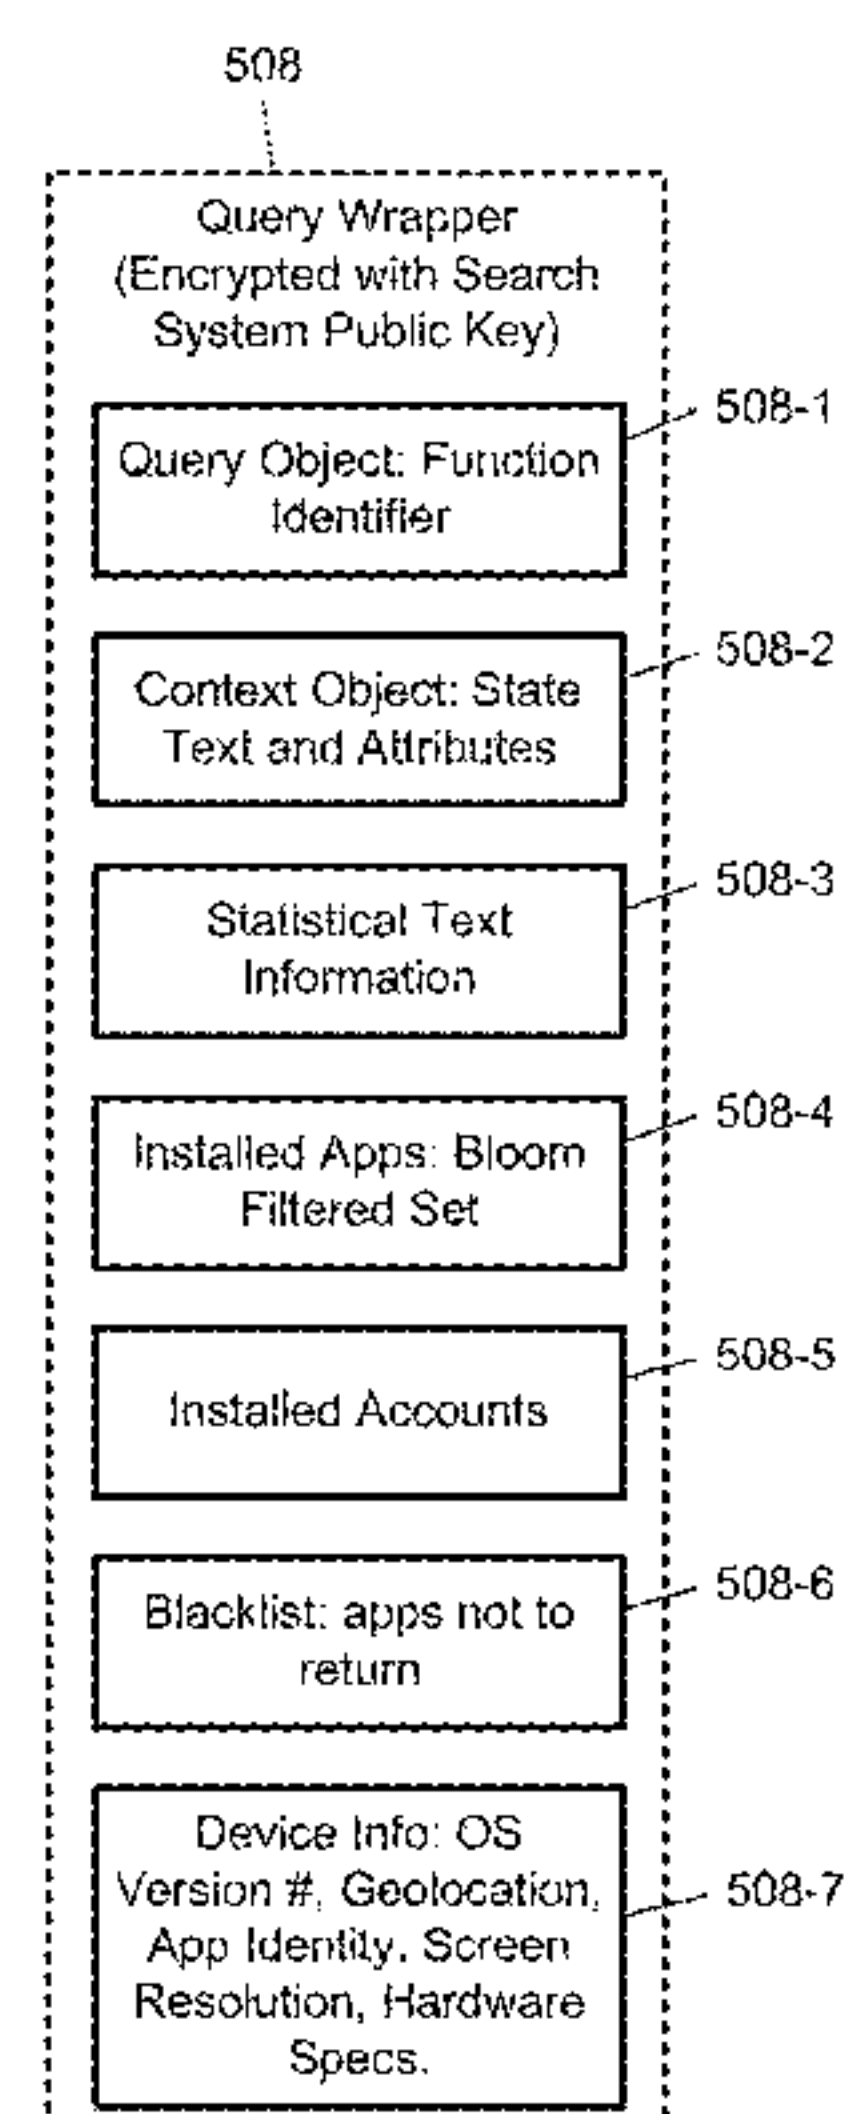 508
Query Wrapper
(Encrypted with Search
System Public Key)
508-1
Query Object: Function
Identifier
508-2
Context Object: State
Text and Attributes
508-3
Statistical Text
Information
508-4
Installed Apps: Bloom
Filtered Set
508-5
Installed Accounts
508-6
Blacklist: apps not to
return
Device Info: OS
Version #, Geolocation,
508-7
App Identity, Screen
Resolution, Hardware
Specs.